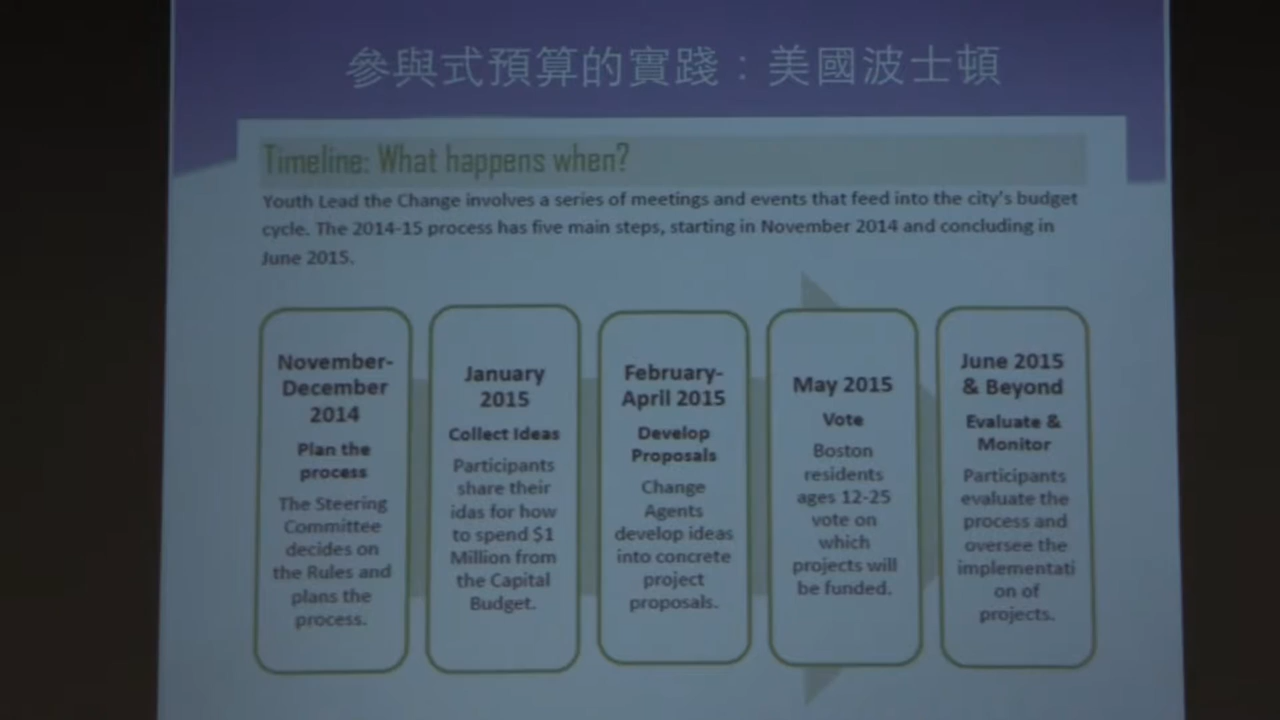 參與式預算的實踐：美國波士頓
Timeline: What happens when?
Youth Lead the Change involves a series of meetings and events that feed into the city's budget
cycle. The 2014-15 process has five main steps, starting in November 2014 and concluding in
June 2015.
November-
December
2014
Plan the
process
The Steering
Committee
decides on
the Rules and
plans the
process.
January
2015
Collect Ideas
Participants
share their
idas for how
to spend $1
Million from
the Capital
Budget.
February-
April 2015
Develop
Proposals
Change
Agents
develop ideas
into concrete
project
proposals.
May 2015
Vote
Boston
residents
ages 12-25
vote on
which
projects will
be funded.
June 2015
& Beyond
Evaluate &
Monitor
Participants
evaluate the
process and
oversee the
implementati
on of
projects.